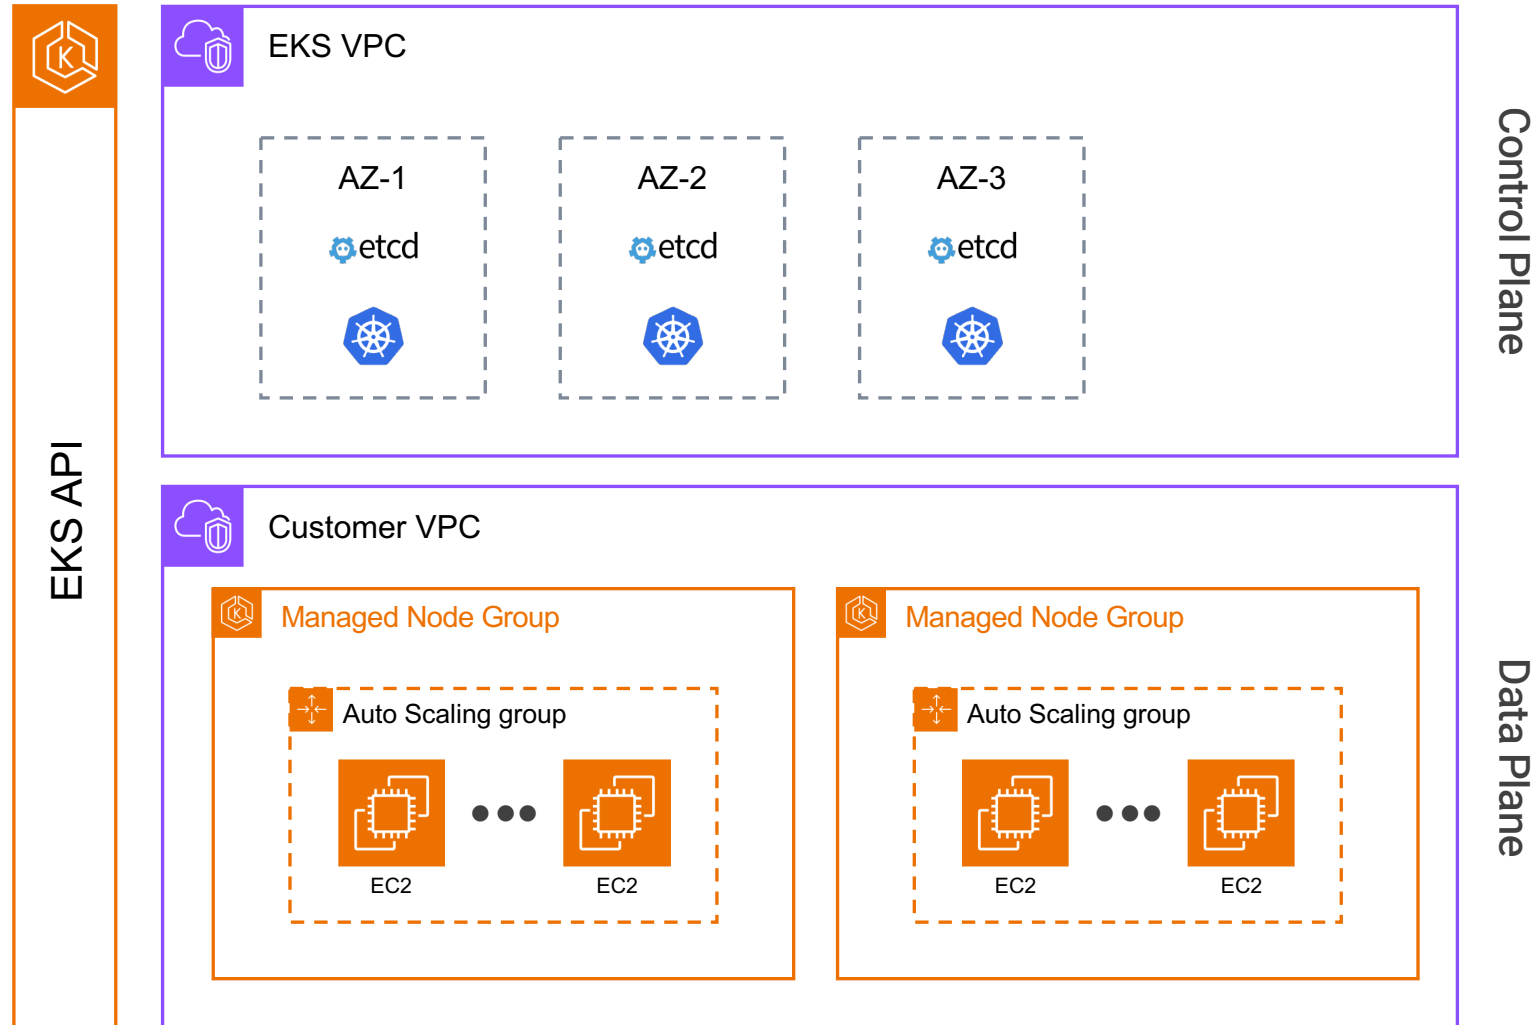 EKS API
EKS VPC
AZ-1
etcd
AZ-2
etcd
AZ-3
etcd
Control Plane
Customer VPC
Managed Node Group
Auto Scaling group
EC2
EC2
Managed Node Group
Auto Scaling group
EC2
EC2
Data Plane